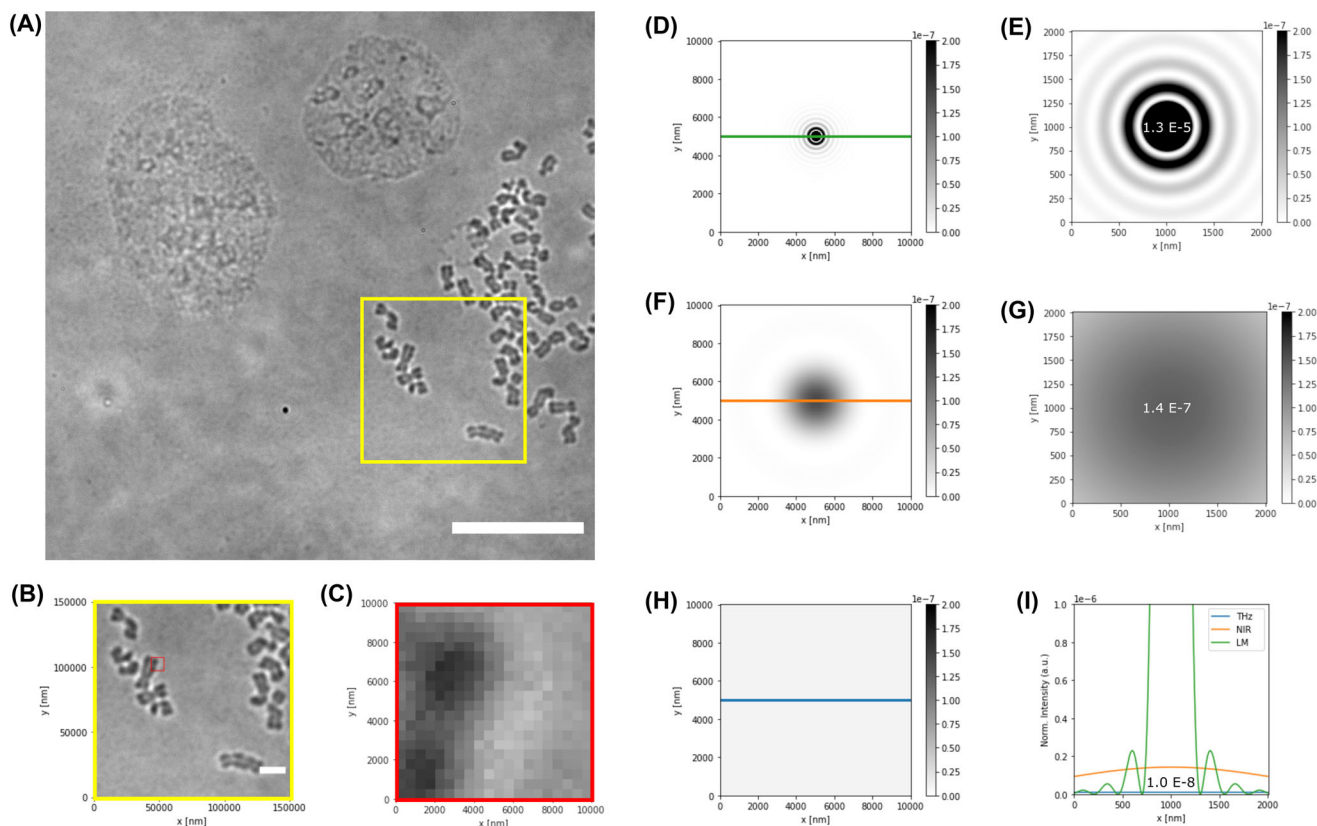 (A)
(B)
150000
100000
50000
0
y [nm]
0 50000 100000 150000
x [nm]
(C)
10000
8000
6000
4000
2000
0
0 2000 4000 6000 8000 10000
x [nm]
(D)
10000
8000
6000
4000
2000
0
y [nm]
0 2000 4000 6000 8000 10000
x [nm]
1e-7
2.00
1.75
1.50
1.25
1.00
0.75
0.50
0.25
0.00
(E)
2000
1750
1500
1250
1000
750
500
250
0
y [nm]
0 500 1000 1500 2000
x [nm]
1.3 E-5
1e-7
2.00
1.75
1.50
1.25
1.00
0.75
0.50
0.25
0.00
(F)
10000
8000
6000
4000
2000
0
y [nm]
0 2000 4000 6000 8000 10000
x [nm]
1e-7
2.00
1.75
1.50
1.25
1.00
0.75
0.50
0.25
0.00
(G)
2000
1750
1500
1250
1000
750
500
250
0
y [nm]
0 500 1000 1500 2000
x [nm]
1.4 E-7
1e-7
2.00
1.75
1.50
1.25
1.00
0.75
0.50
0.25
0.00
(H)
10000
8000
6000
4000
2000
0
y [nm]
0 2000 4000 6000 8000 10000
x [nm]
1e-7
2.00
1.75
1.50
1.25
1.00
0.75
0.50
0.25
0.00
(I)
1e-6
1.0
0.8
0.6
0.4
0.2
0.0
Norm. Intensity (a.u.)
THz
NIR
LM
1.0 E-8
0 500 1000 1500 2000
x [nm]